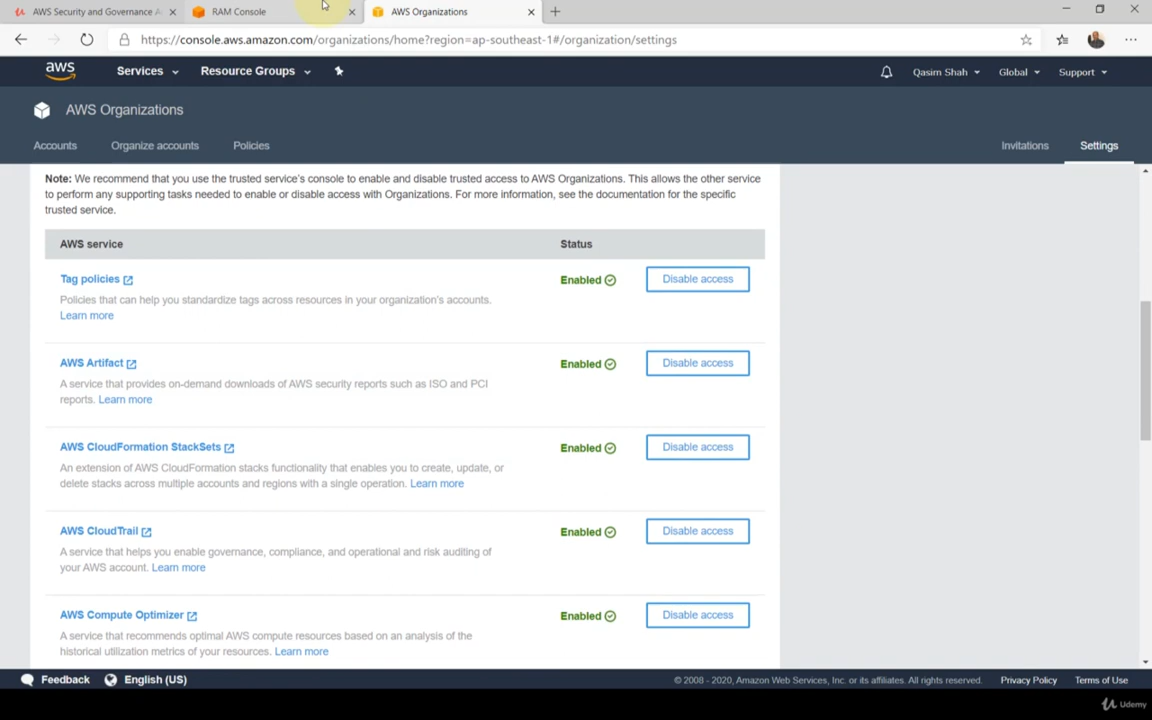 AWS Security and Governance A
RAM Console
AWS Organizations
https://console.aws.amazon.com/organizations/home?region=ap-southeast-1#/organization/settings
aws
Services
Resource Groups
Qasim Shah
Global
Support
AWS Organizations
Accounts
Organize accounts
Policies
Invitations
Settings
Note: We recommend that you use the trusted service's console to enable and disable trusted access to AWS Organizations. This allows the other service
to perform any supporting tasks needed to enable or disable access with Organizations. For more information, see the documentation for the specific
trusted service.
AWS service
Status
Tag policies
Enabled
Disable access
Policies that can help you standardize tags across resources in your organization's accounts.
Learn more
AWS Artifact
Enabled
Disable access
A service that provides on-demand downloads of AWS security reports such as ISO and PCI
reports. Learn more
AWS CloudFormation StackSets
Enabled
Disable access
An extension of AWS CloudFormation stacks functionality that enables you to create, update, or
delete stacks across multiple accounts and regions with a single operation. Learn more
AWS CloudTrail
Enabled
Disable access
A service that helps you enable governance, compliance, and operational and risk auditing of
your AWS account. Learn more
AWS Compute Optimizer
Enabled
Disable access
A service that recommends optimal AWS compute resources based on an analysis of the
historical utilization metrics of your resources. Learn more
Feedback
English (US)
© 2008 - 2020, Amazon Web Services, Inc. or its affiliates. All rights reserved.
Privacy Policy
Terms of Use
Udemy